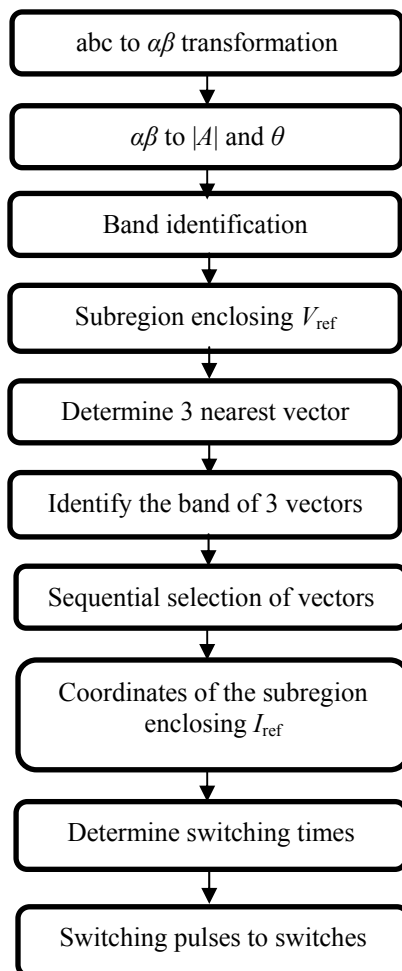 abc to αβ transformation
αβ to |A| and θ
Band identification
Subregion enclosing Vref
Determine 3 nearest vector
Identify the band of 3 vectors
Sequential selection of vectors
Coordinates of the subregion
enclosing Iref
Determine switching times
Switching pulses to switches